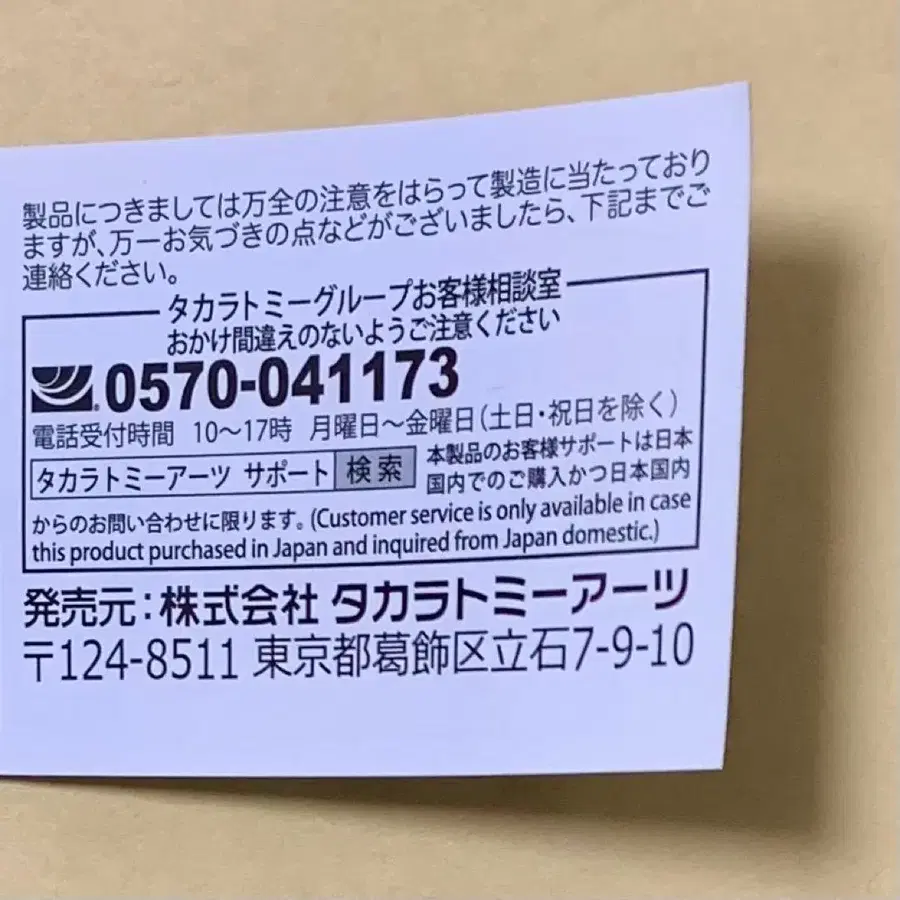 製品につきましては万全の注意をはらって製造に当たっており
ますが、万一お気づきの点などがございましたら、下記までご
連絡ください。
タカラトミーグループお客様相談室
おかけ間違えのないようご注意ください
0570-041173
電話受付時間 10〜17時 月曜日〜金曜日(土日・祝日を除く)
タカラトミーアーツ サポート 検索
本製品のお客様サポートは日本
国内でのご購入かつ日本国内
からのお問い合わせに限ります。(Customer service is only available in case
this product purchased in Japan and inquired from Japan domestic.)
発売元:株式会社 タカラトミーアーツ
〒124-8511 東京都葛飾区立石7-9-10